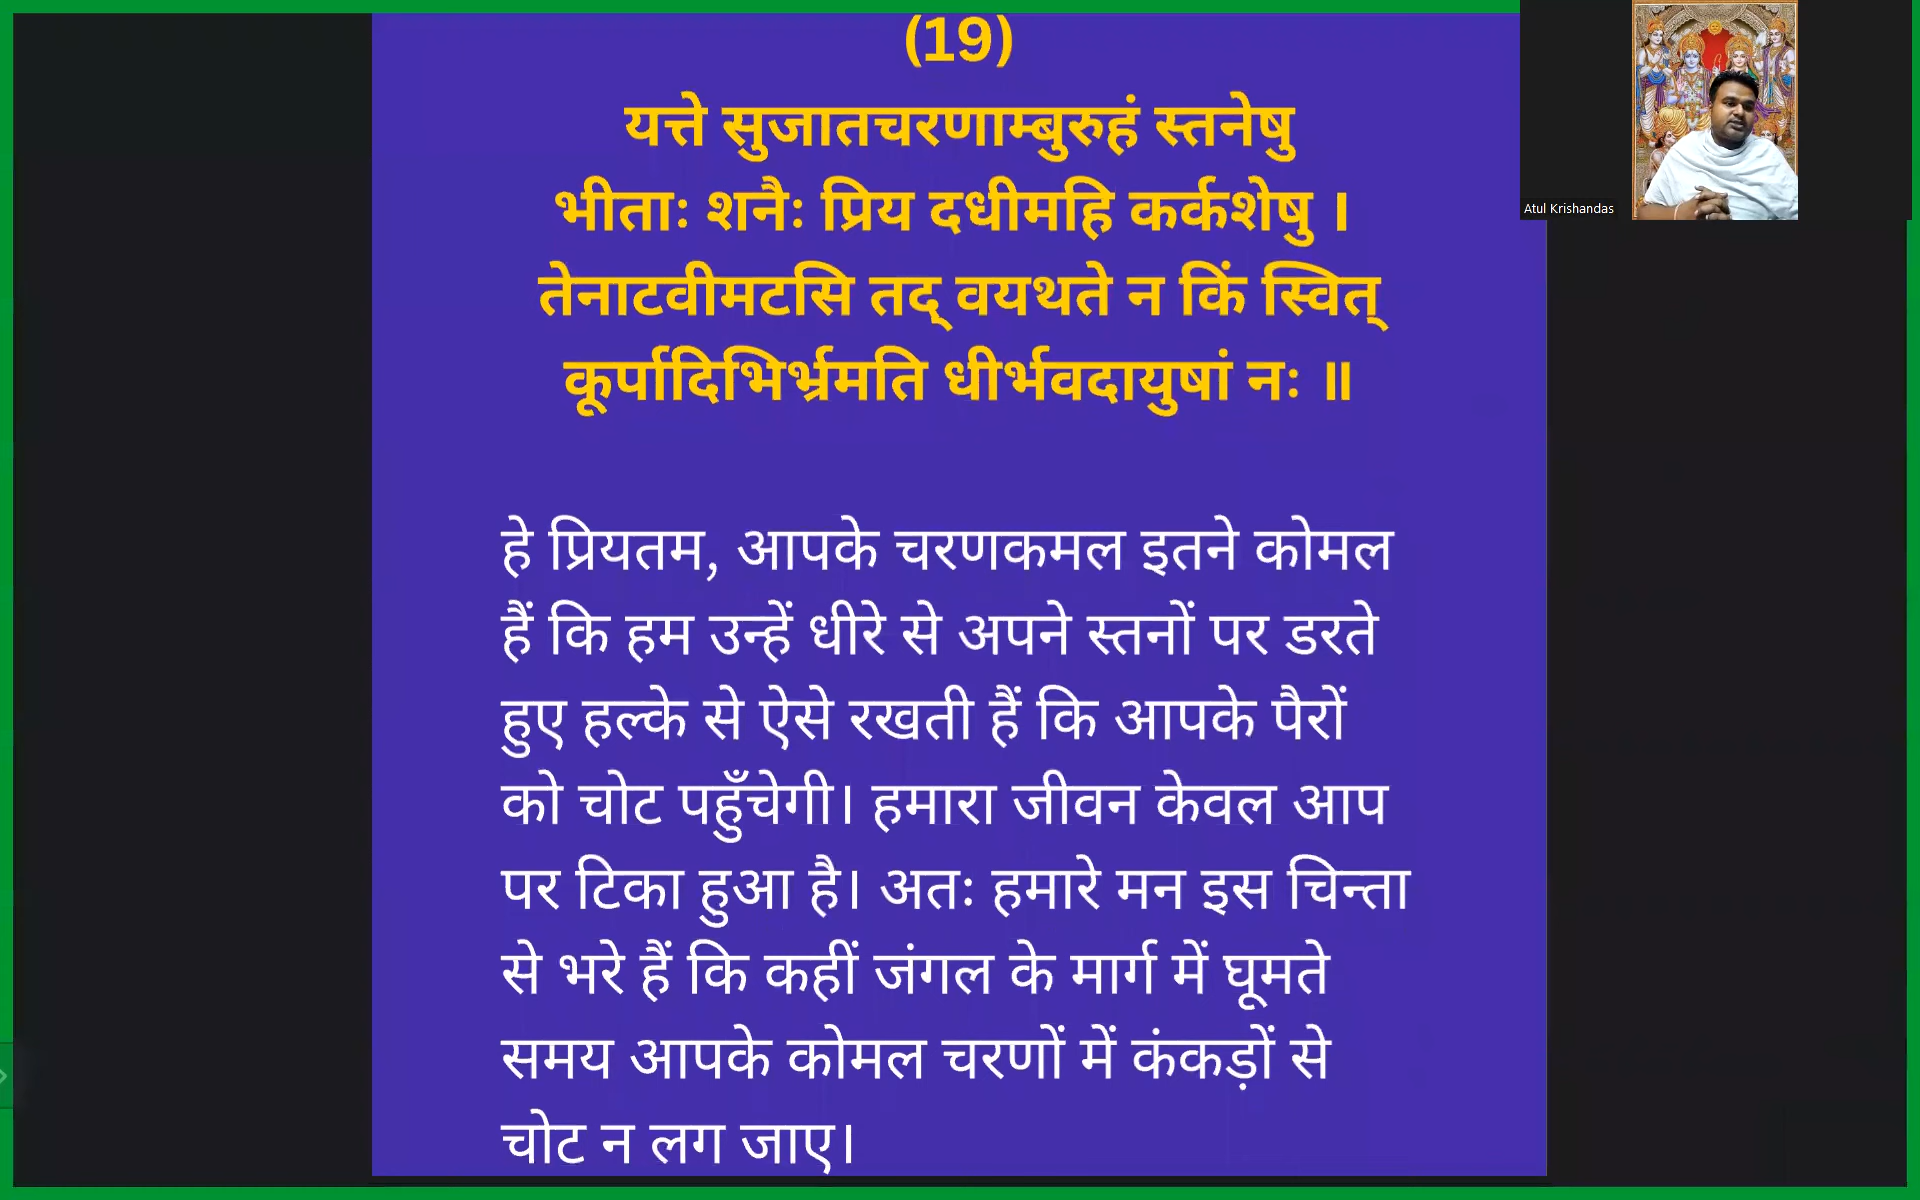 (19)
यत्ते सुजातचरणाम्बुरुहं स्तनेषु
भीताः शनैः प्रिय दधीमहि कर्कशेषु ।
तेनाटवीमटसि तद् वयथते न किं स्वित्
कूर्पादिभिर्भ्रमति धीर्भवदायुषां नः ॥
हे प्रियतम, आपके चरणकमल इतने कोमल
हैं कि हम उन्हें धीरे से अपने स्तनों पर डरते
हुए हल्के से ऐसे रखती हैं कि आपके पैरों
को चोट पहुँचेगी। हमारा जीवन केवल आप
पर टिका हुआ है। अतः हमारे मन इस चिन्ता
से भरे हैं कि कहीं जंगल के मार्ग में घूमते
समय आपके कोमल चरणों में कंकड़ों से
चोट न लग जाए।
Atul Krishandas